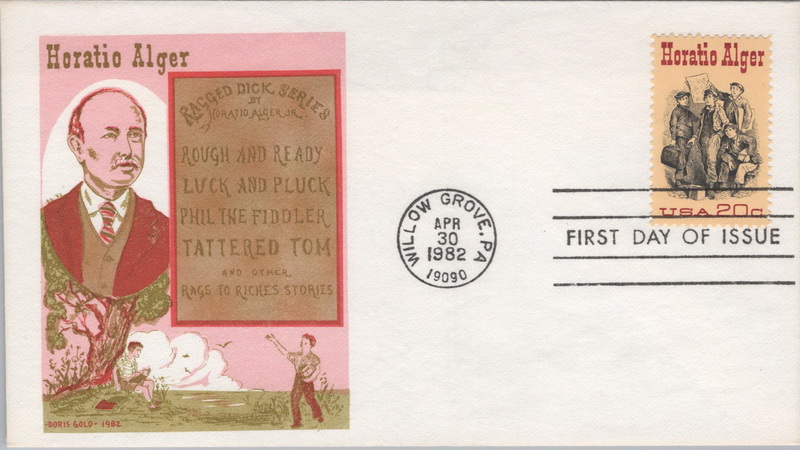 Horatio Alger
RAGGED DICK SERIES
BY
HORATIO ALGER JR.
ROUGH AND READY
LUCK AND PLUCK
PHIL THE FIDDLER
TATTERED TOM
AND OTHER
RAGS TO RICHES STORIES
-DORIS GOLD- 1982
WILLOW GROVE, PA
APR
30
1982
19090
Horatio Alger
USA 20c
FIRST DAY OF ISSUE